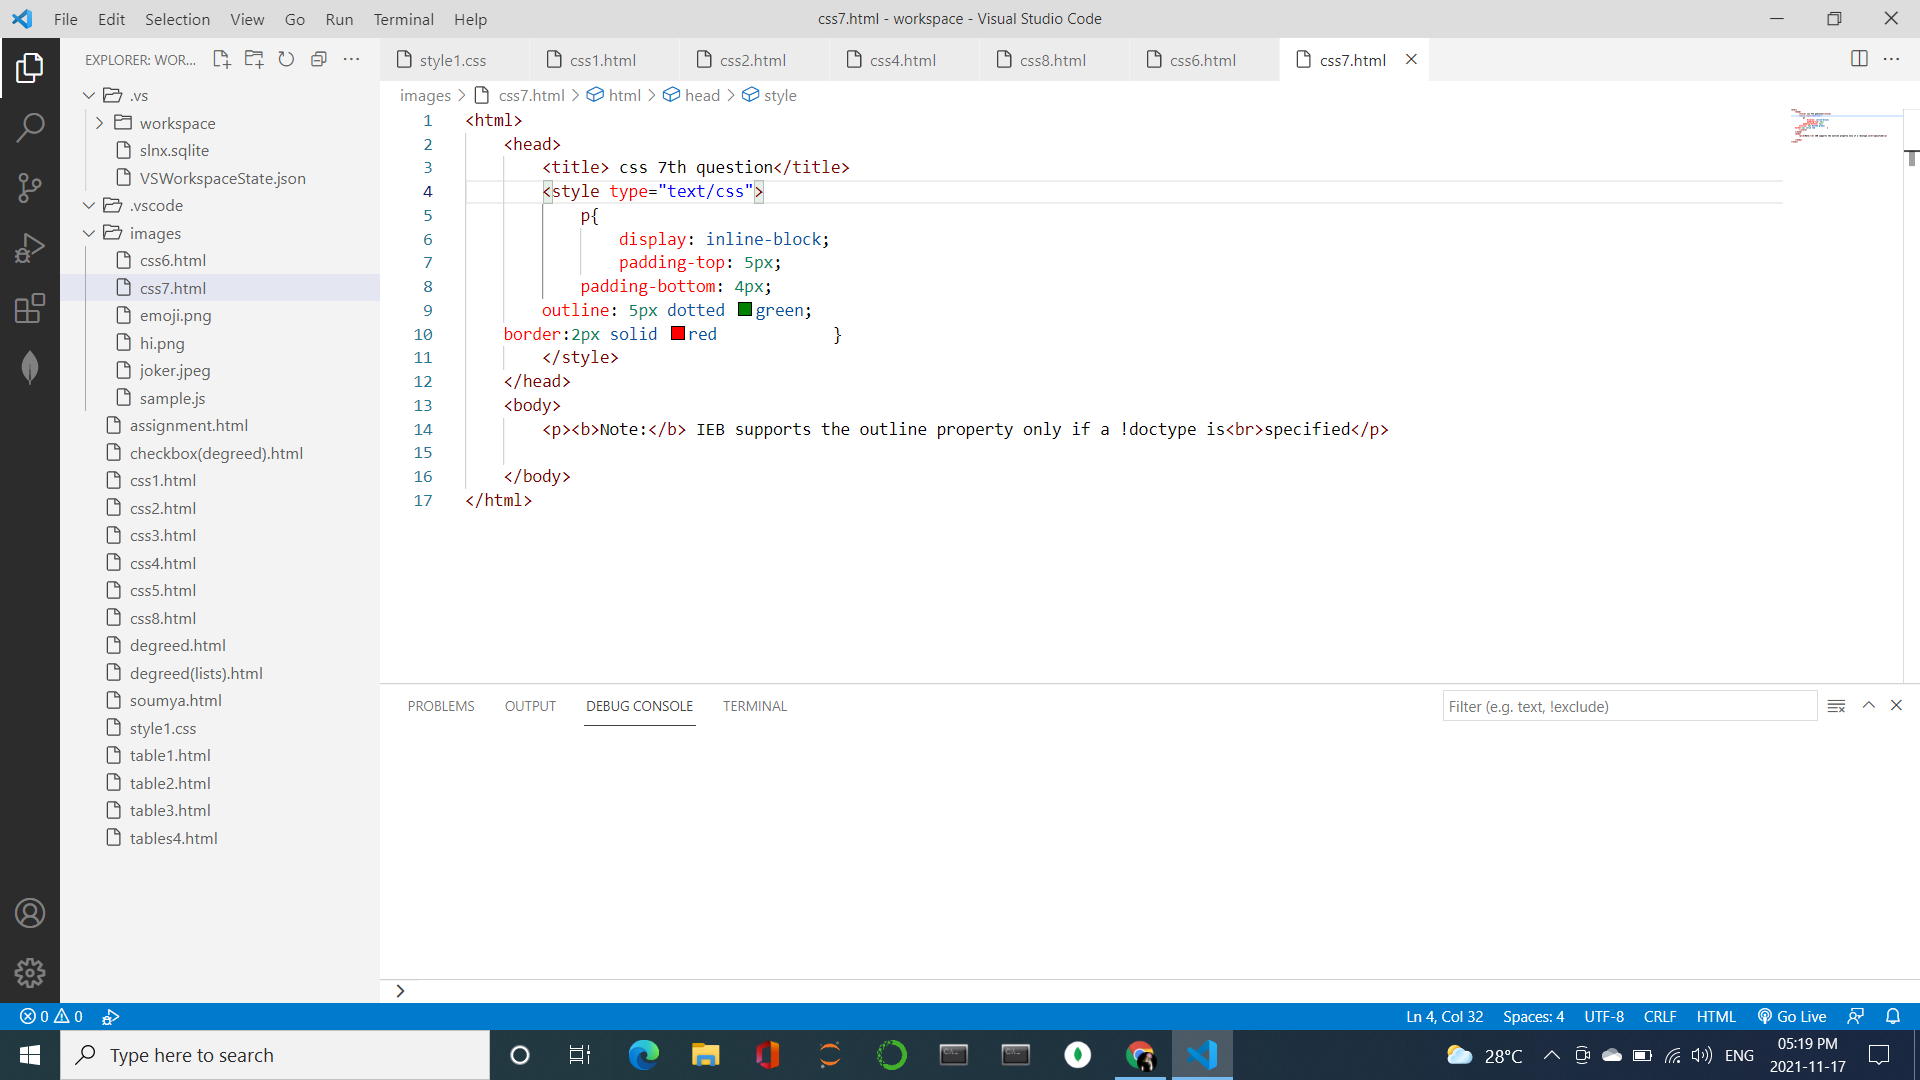 File Edit Selection View Go Run Terminal Help
css7.html - workspace - Visual Studio Code
EXPLORER: WOR...
style1.css css1.html css2.html css4.html css8.html css6.html css7.html
images > css7.html > html > head > style
.vs
workspace
slnx.sqlite
VSWorkspaceState.json
.vscode
images
css6.html
css7.html
emoji.png
hi.png
joker.jpeg
sample.js
assignment.html
checkbox(degreed).html
css1.html
css2.html
css3.html
css4.html
css5.html
css8.html
degreed.html
degreed(lists).html
soumya.html
style1.css
table1.html
table2.html
table3.html
tables4.html
1 <html>
2 <head>
3 <title> css 7th question</title>
4 <style type="text/css">
5 p{
6 display: inline-block;
7 padding-top: 5px;
8 padding-bottom: 4px;
9 outline: 5px dotted green;
10 border:2px solid red }
11 </style>
12 </head>
13 <body>
14 <p><b>Note:</b> IEB supports the outline property only if a !doctype is<br>specified</p>
15
16 </body>
17 </html>
PROBLEMS OUTPUT DEBUG CONSOLE TERMINAL
Filter (e.g. text, !exclude)
0 0
Ln 4, Col 32 Spaces: 4 UTF-8 CRLF HTML Go Live
Type here to search
28°C ENG
05:19 PM
2021-11-17